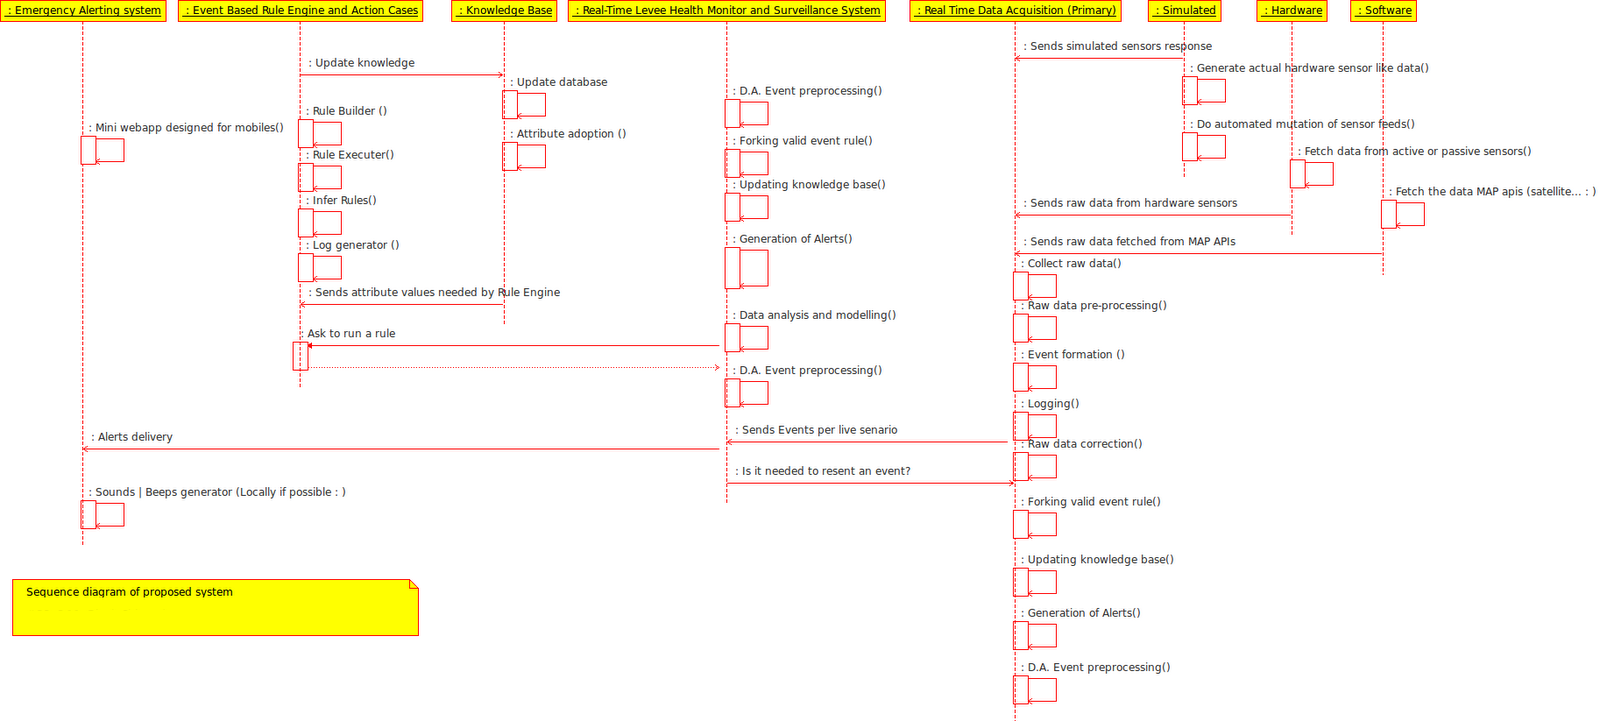 : Emergency Alerting system
: Event Based Rule Engine and Action Cases
: Knowledge Base
: Real-Time Levee Health Monitor and Surveillance System
: Real Time Data Acquisition (Primary)
: Simulated
: Hardware
: Software
: Sends simulated sensors response
: Update knowledge
: Generate actual hardware sensor like data()
: Update database
: D.A. Event preprocessing()
: Rule Builder ()
: Mini webapp designed for mobiles()
: Do automated mutation of sensor feeds()
: Attribute adoption ()
: Forking valid event rule()
: Fetch data from active or passive sensors()
: Rule Executer()
: Updating knowledge base()
: Fetch the data MAP apis (satellite... : )
: Infer Rules()
: Sends raw data from hardware sensors
: Generation of Alerts()
: Sends raw data fetched from MAP APIs
: Log generator ()
: Collect raw data()
: Sends attribute values needed by Rule Engine
: Raw data pre-processing()
: Data analysis and modelling()
: Ask to run a rule
: Event formation ()
: D.A. Event preprocessing()
: Logging()
: Sends Events per live senario
: Alerts delivery
: Raw data correction()
: Is it needed to resent an event?
: Sounds | Beeps generator (Locally if possible : )
: Forking valid event rule()
: Updating knowledge base()
Sequence diagram of proposed system
: Generation of Alerts()
: D.A. Event preprocessing()